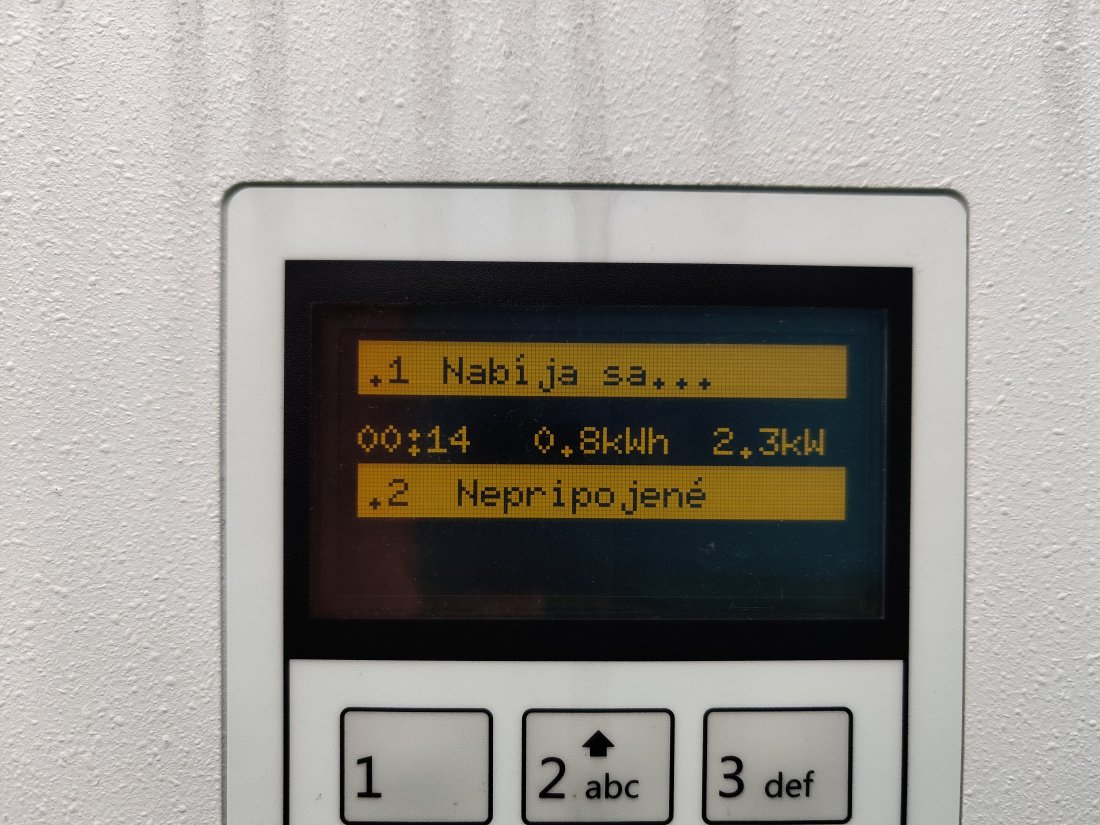 .1 Nabíja sa...
00:14 0.8kWh 2.3kW
.2 Nepripojené
1 2 abc 3 def